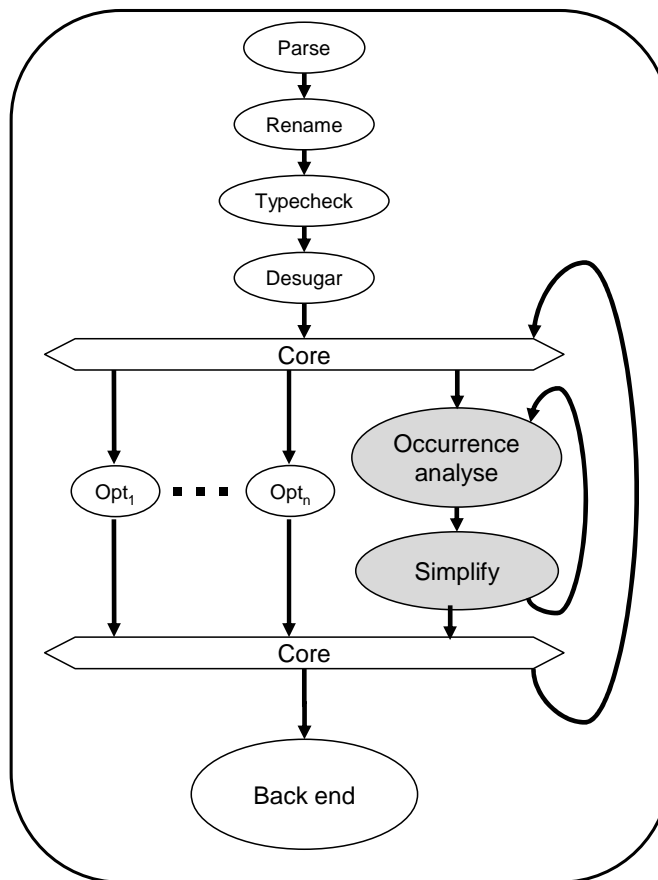 Parse
Rename
Typecheck
Desugar
Core
Occurrence
analyse
Opt₁
Optₙ
Simplify
Core
Back end